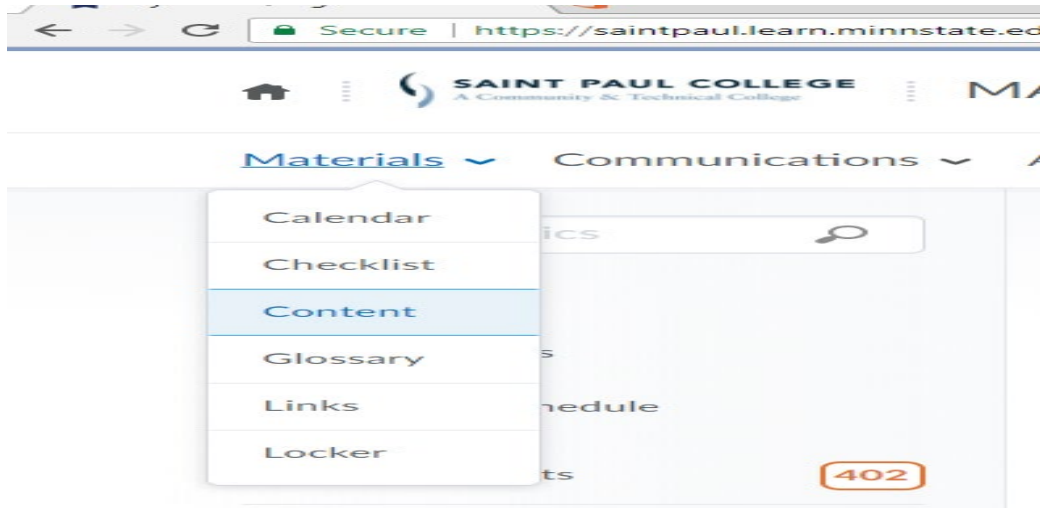 Secure | https://saintpaul.learn.minnstate.ed
SAINT PAUL COLLEGE
A Community & Technical College
MA
Materials
Communications
A
Calendar
ics
Checklist
Content
Glossary
s
Links
hedule
Locker
ts
402